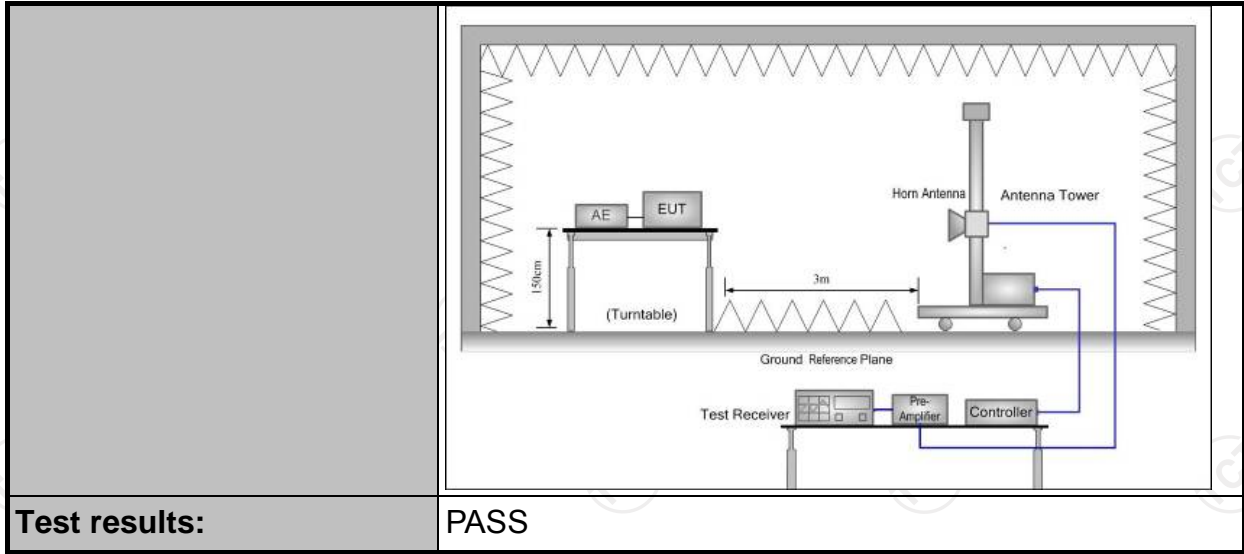 Horn Antenna
Antenna Tower
AE
EUT
150cm
3m
(Turntable)
Ground Reference Plane
Test Receiver
Pre-
Amplifier
Controller
Test results:
PASS